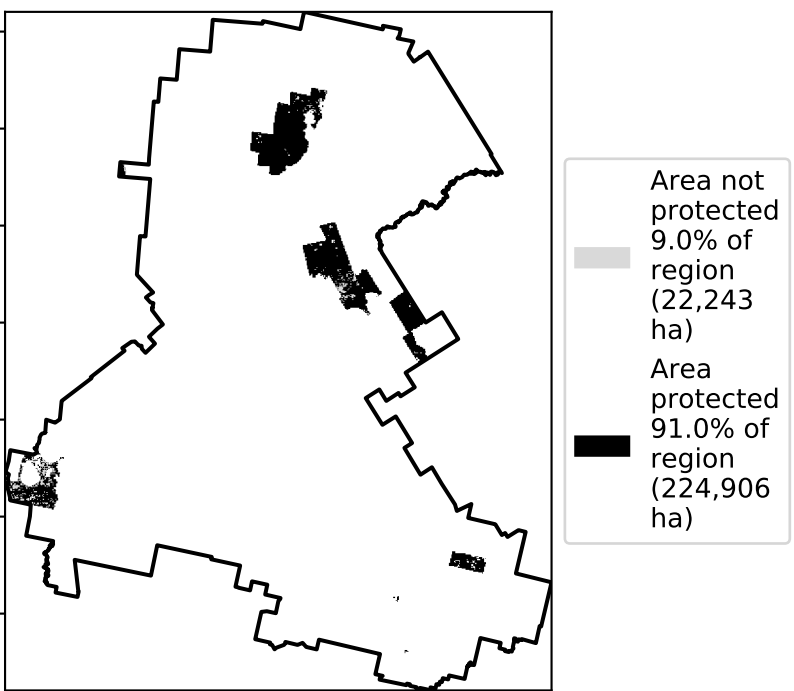 Area not
protected
9.0% of
region
(22,243
ha)
Area
protected
91.0% of
region
(224,906
ha)